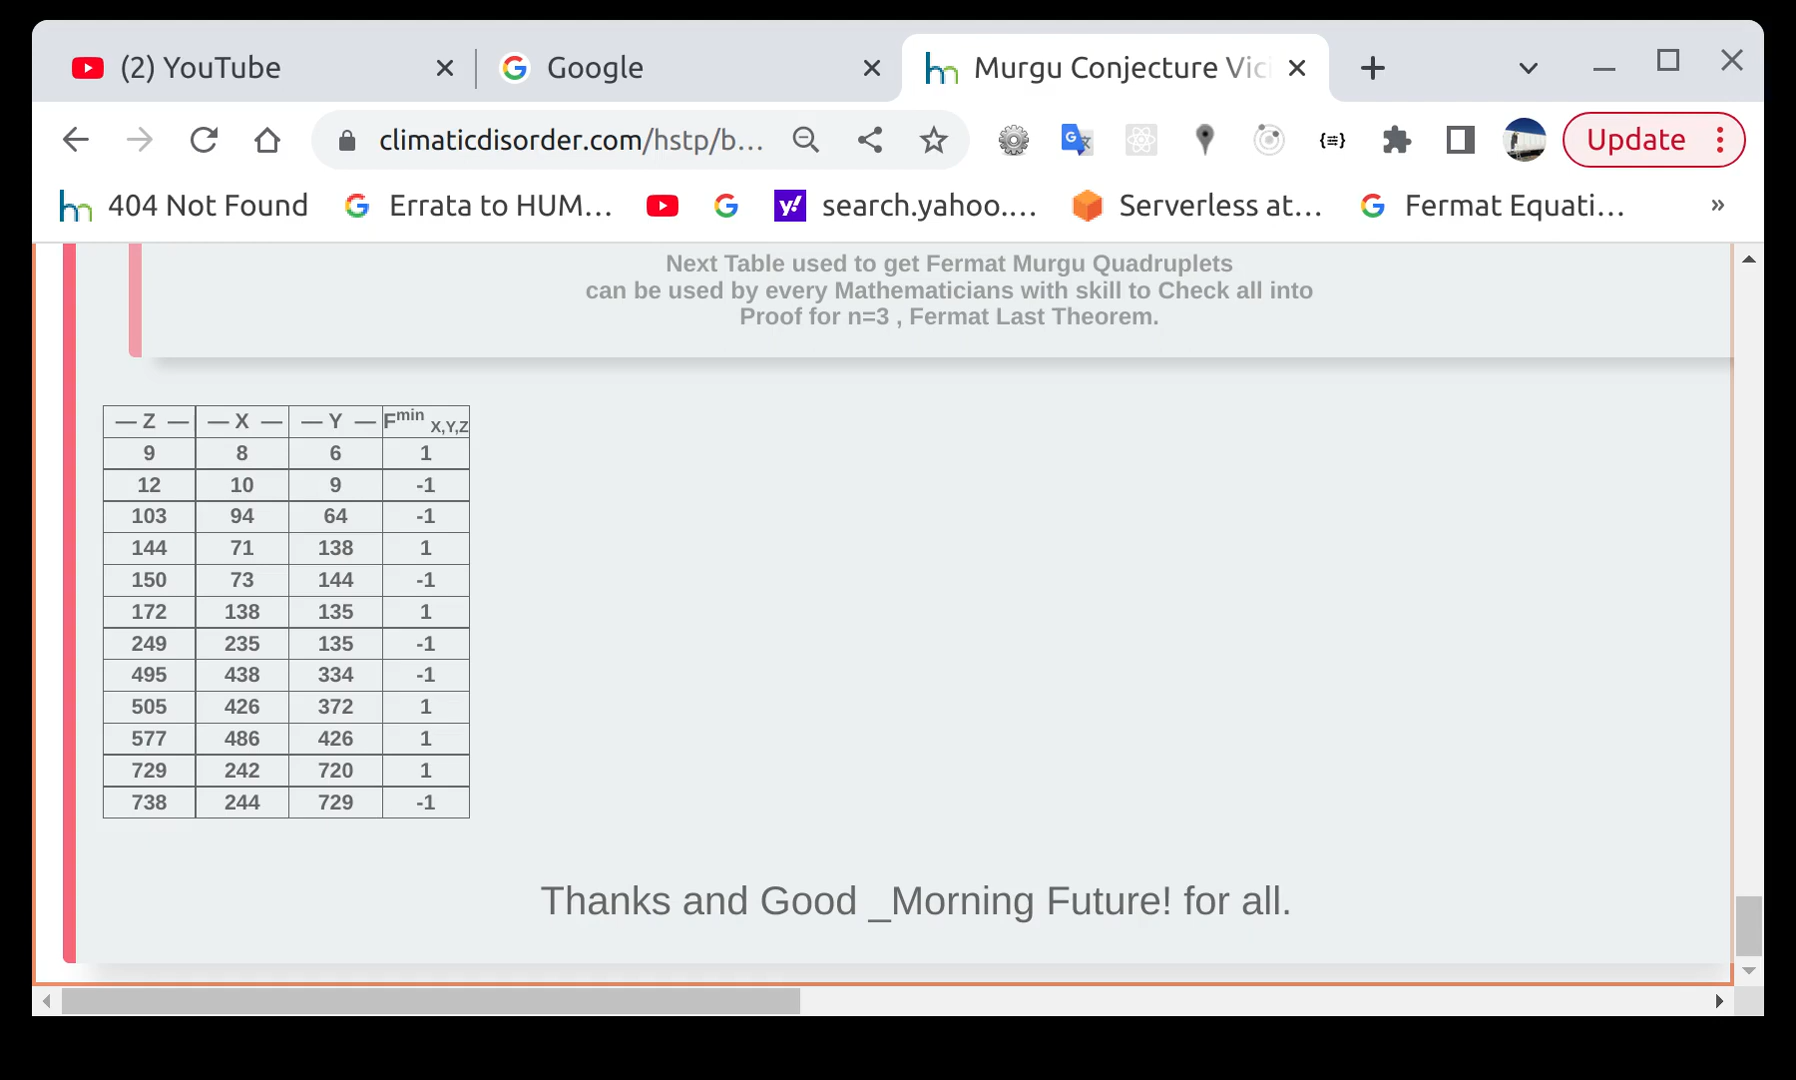 (2) YouTube
Google
Murgu Conjecture Vic
climaticdisorder.com/hstp/b...
Update
404 Not Found
Errata to HUM...
search.yahoo....
Serverless at...
Fermat Equati...
»
Next Table used to get Fermat Murgu Quadruplets
can be used by every Mathematicians with skill to Check all into
Proof for n=3 , Fermat Last Theorem.
— Z — — X — — Y — F^min X,Y,Z
9 8 6 1
12 10 9 -1
103 94 64 -1
144 71 138 1
150 73 144 -1
172 138 135 1
249 235 135 -1
495 438 334 -1
505 426 372 1
577 486 426 1
729 242 720 1
738 244 729 -1
Thanks and Good _Morning Future! for all.